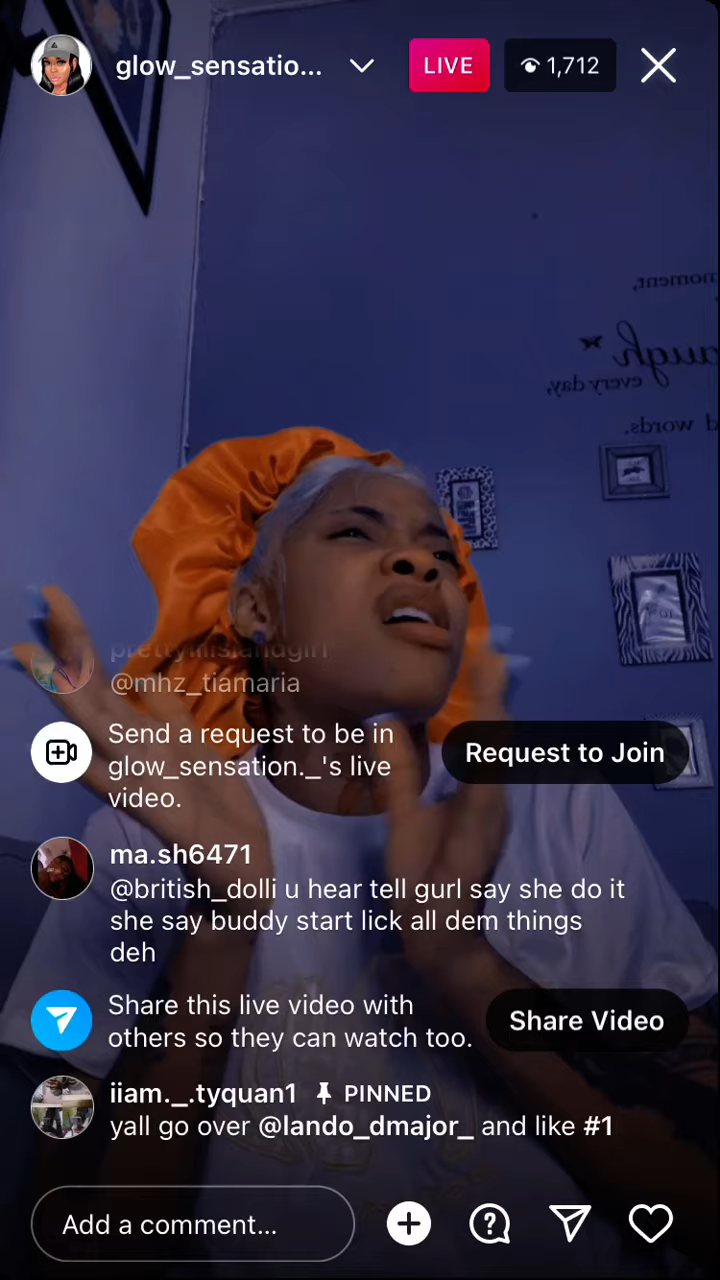 glow_sensatio...
LIVE
1,712
moment,
every day,
words.
prettylilislandgirl
@mhz_tiamaria
Send a request to be in
glow_sensation._'s live
video.
Request to Join
ma.sh6471
@british_dolli u hear tell gurl say she do it
she say buddy start lick all dem things
deh
Share this live video with
others so they can watch too.
Share Video
iiam._.tyquan1 PINNED
yall go over @lando_dmajor_ and like #1
Add a comment...